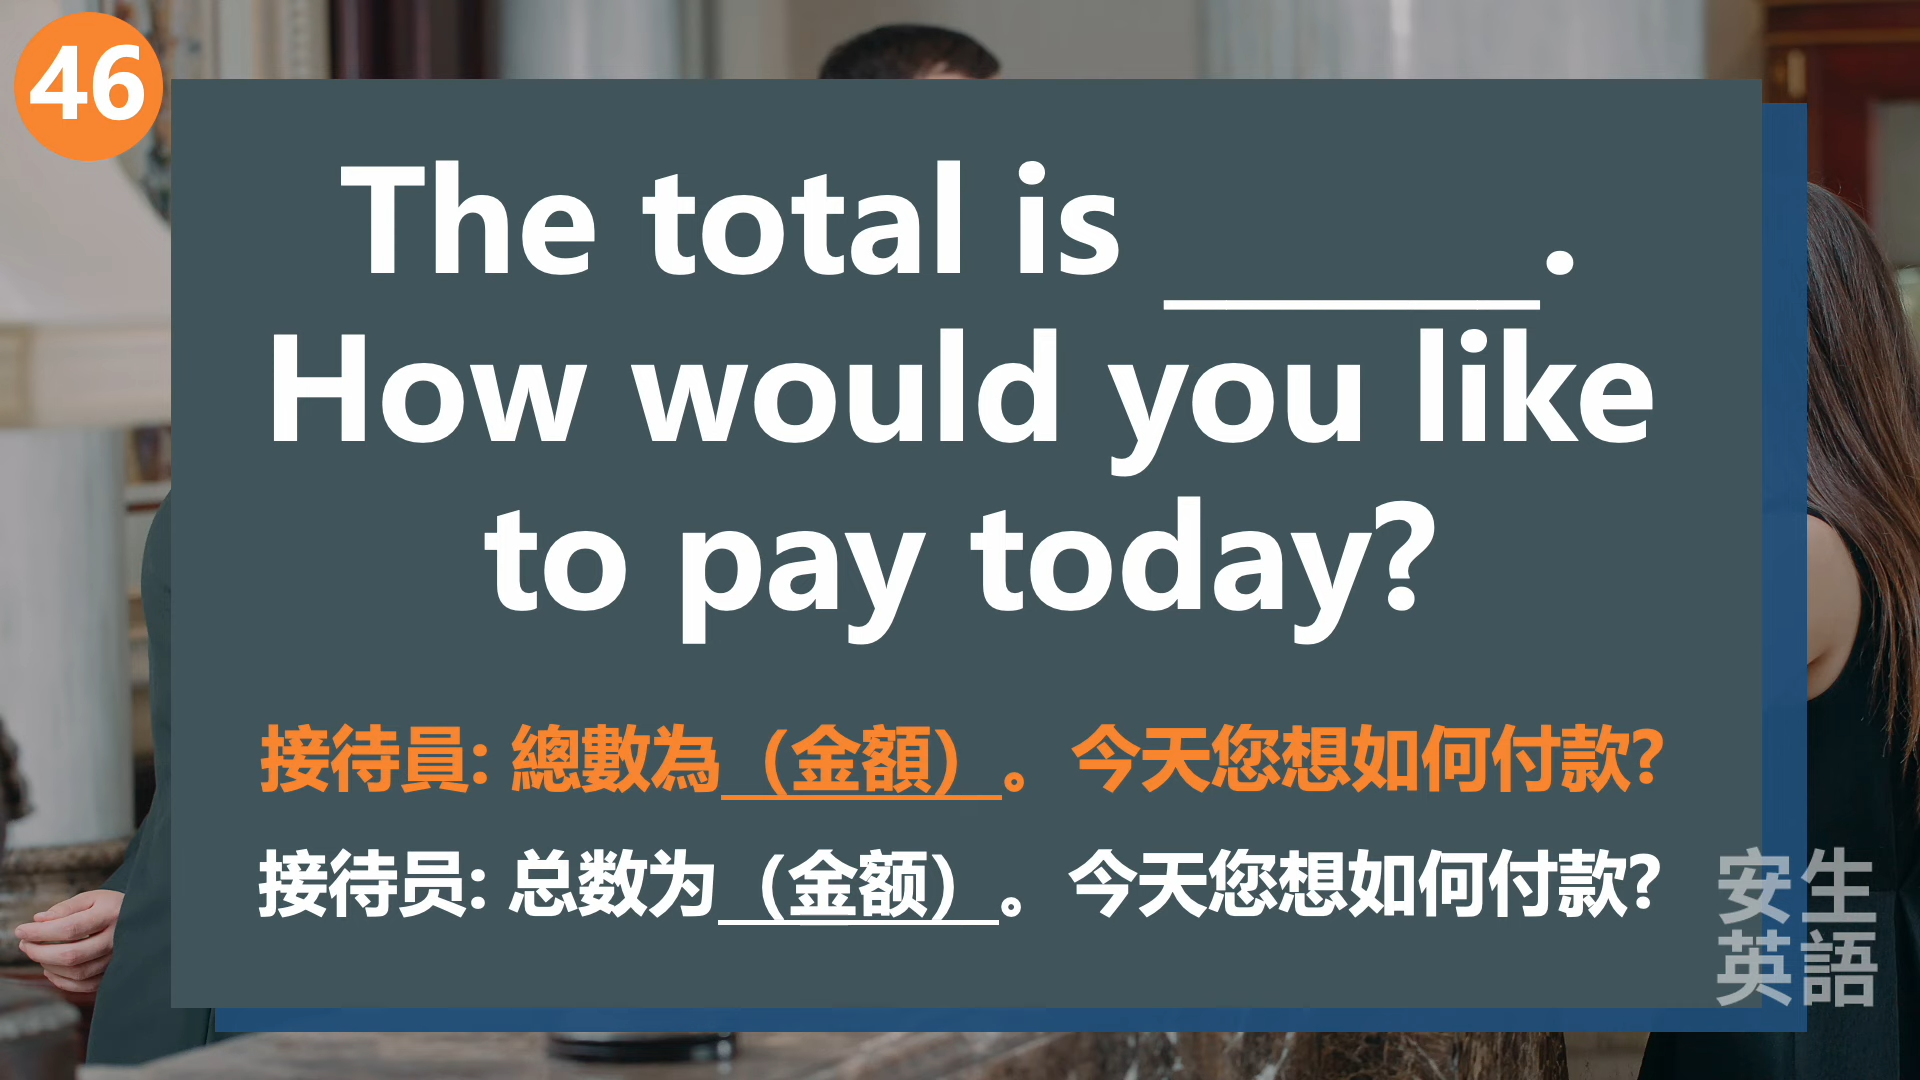 46
The total is ______.
How would you like
to pay today?
接待員: 總數為（金額）。 今天您想如何付款?
接待员: 总数为（金额）。 今天您想如何付款?
安生
英語